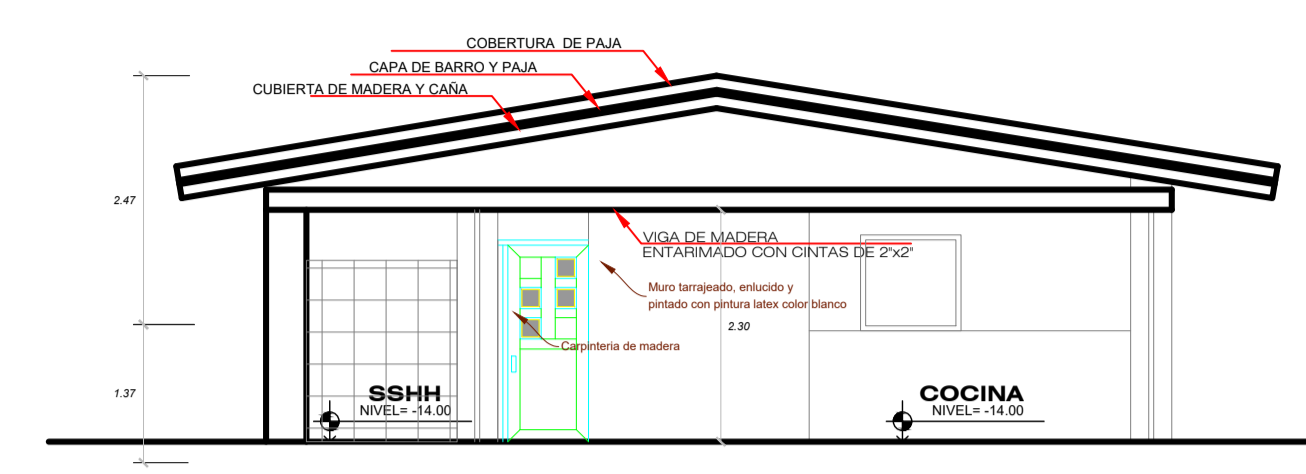 COBERTURA DE PAJA
CAPA DE BARRO Y PAJA
CUBIERTA DE MADERA Y CAÑA
2.47
VIGA DE MADERA
ENTARIMADO CON CINTAS DE 2"x2"
Muro tarrajeado, enlucido y
pintado con pintura latex color blanco
2.30
Carpinteria de madera
1.37
SSHH
NIVEL= -14.00
COCINA
NIVEL= -14.00